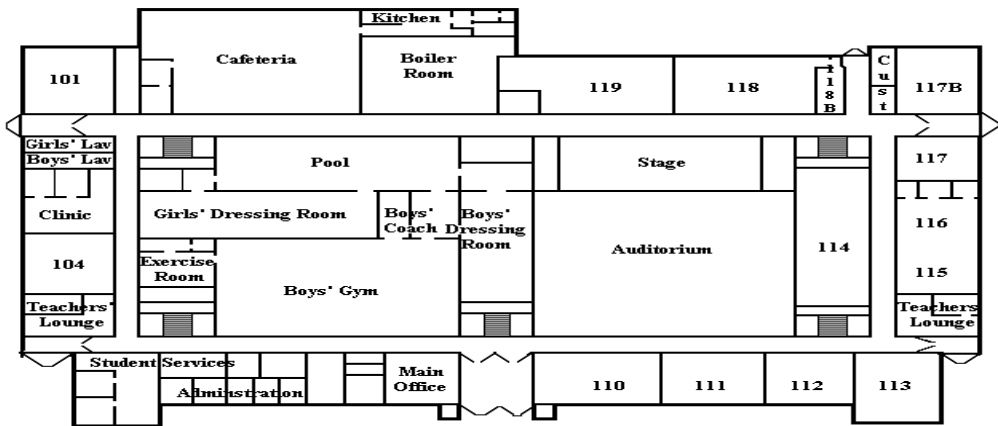 Kitchen
101
Cafeteria
Boiler
Room
119
118
118B
Cust
117B
Girls' Lav
Boys' Lav
Pool
Stage
117
Clinic
Girls' Dressing Room
Boys'
Coach
Boys'
Dressing
Room
Auditorium
114
116
104
Exercise
Room
Boys' Gym
115
Teachers'
Lounge
Teachers'
Lounge
Student Services
Adminstration
Main
Office
110
111
112
113